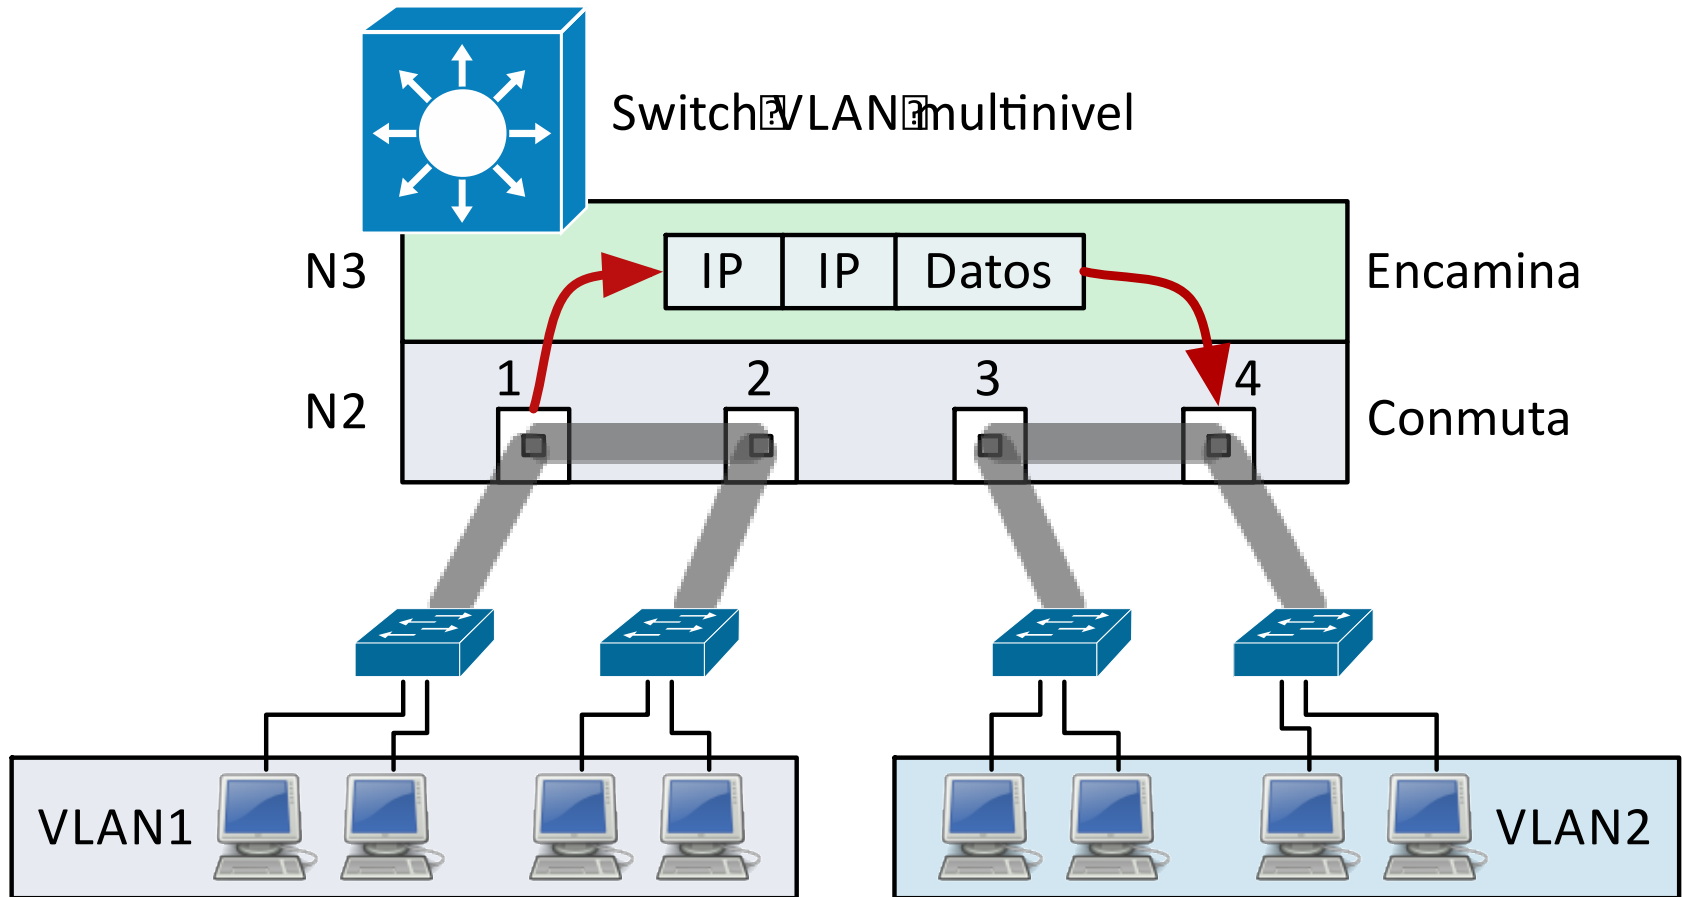 Switch VLAN multinivel
N3
IP IP Datos
Encamina
1 2 3 4
N2
Conmuta
VLAN1
VLAN2